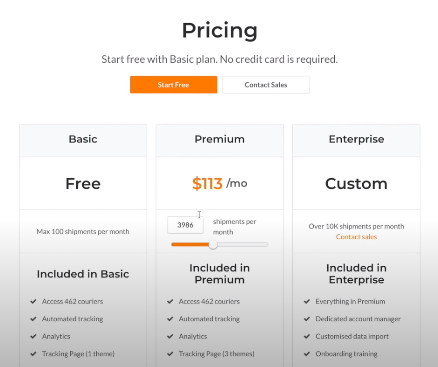 Pricing
Start free with Basic plan. No credit card is required.
Start Free
Contact Sales
Basic
Free
Max 100 shipments per month
Included in Basic
Access 462 couriers
Automated tracking
Analytics
Tracking Page (1 theme)
Premium
$113 /mo
3986
shipments per
month
Included in
Premium
Access 462 couriers
Automated tracking
Analytics
Tracking Page (3 themes)
Enterprise
Custom
Over 10K shipments per month
Contact sales
Included in
Enterprise
Everything in Premium
Dedicated account manager
Customised data import
Onboarding training